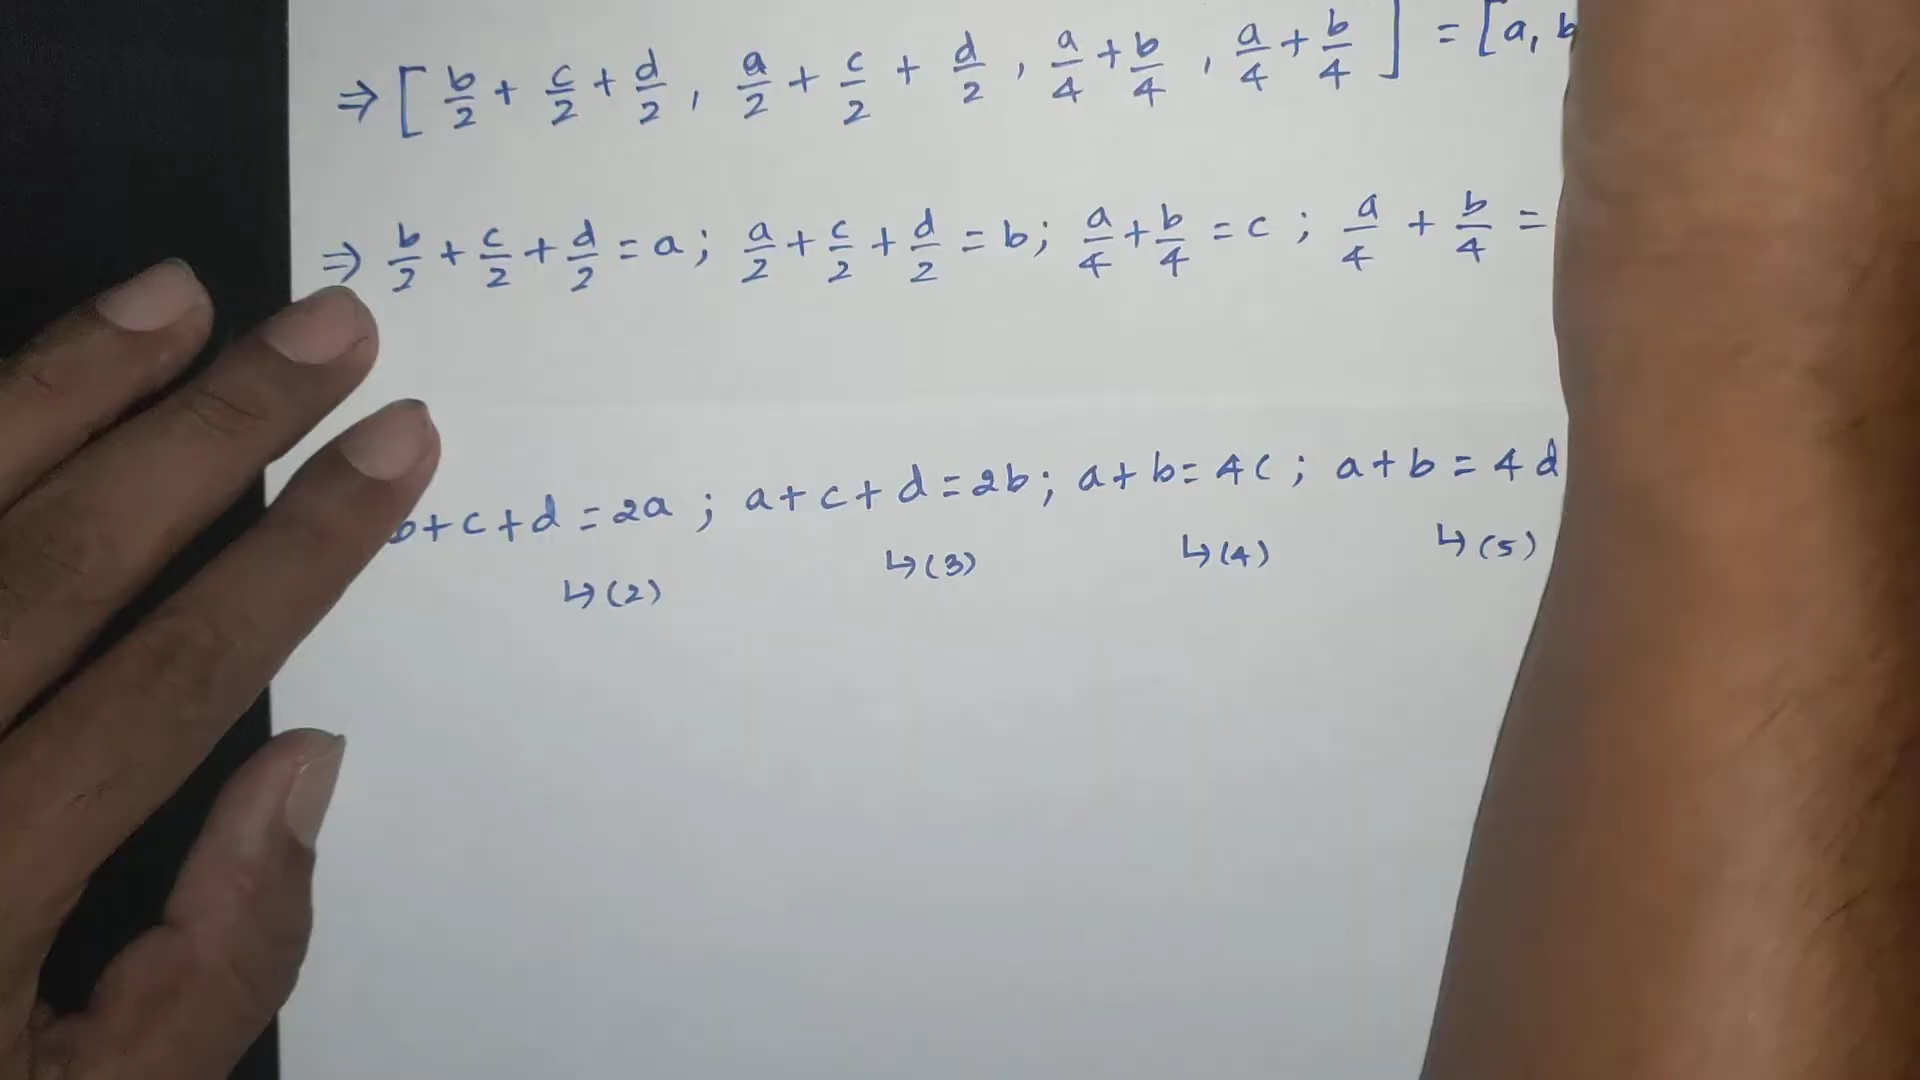 ⇒ [ b/2 + c/2 + d/2 , a/2 + c/2 + d/2 , a/4 + b/4 , a/4 + b/4 ] = [a, b
⇒ b/2 + c/2 + d/2 = a ; a/2 + c/2 + d/2 = b ; a/4 + b/4 = c ; a/4 + b/4 =
b+c+d = 2a ; a+c+d = 2b ; a+b = 4c ; a+b = 4d
↳(2) ↳(3) ↳(4) ↳(5)